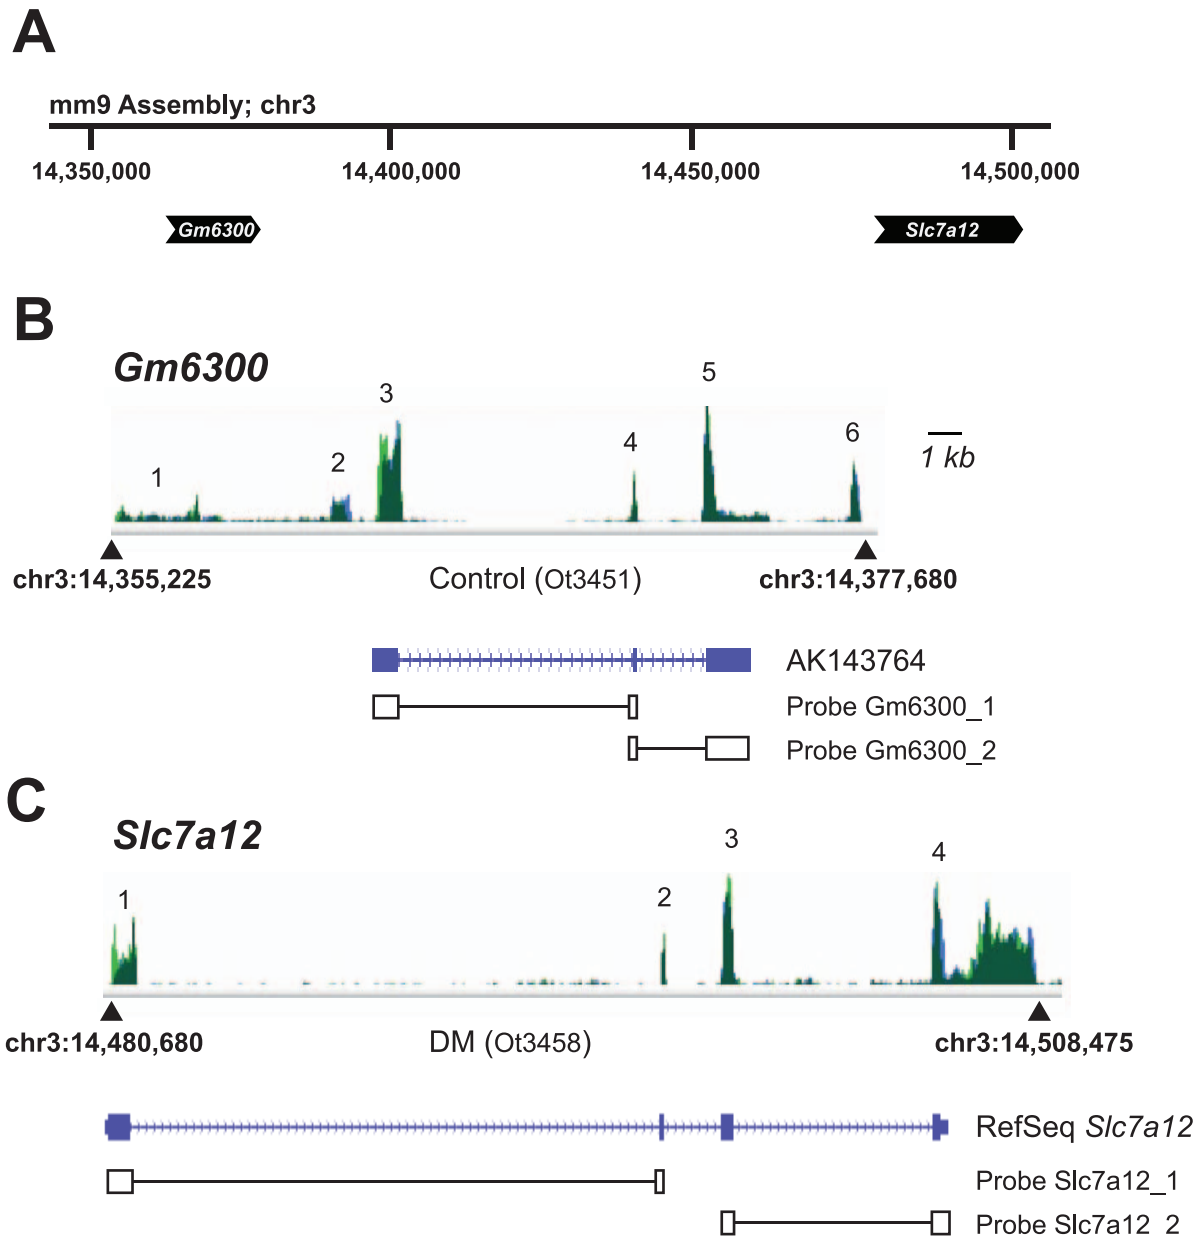 A
mm9 Assembly; chr3
14,350,000 14,400,000 14,450,000 14,500,000
Gm6300 Slc7a12
B
Gm6300
1 2 3 4 5 6
1 kb
chr3:14,355,225 Control (Ot3451) chr3:14,377,680
AK143764
Probe Gm6300_1
Probe Gm6300_2
C
Slc7a12
1 2 3 4
chr3:14,480,680 DM (Ot3458) chr3:14,508,475
RefSeq Slc7a12
Probe Slc7a12_1
Probe Slc7a12_2